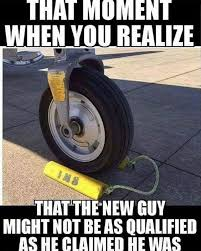 THAT MOMENT
WHEN YOU REALIZE
THAT THE NEW GUY
MIGHT NOT BE AS QUALIFIED
AS HE CLAIMED HE WAS